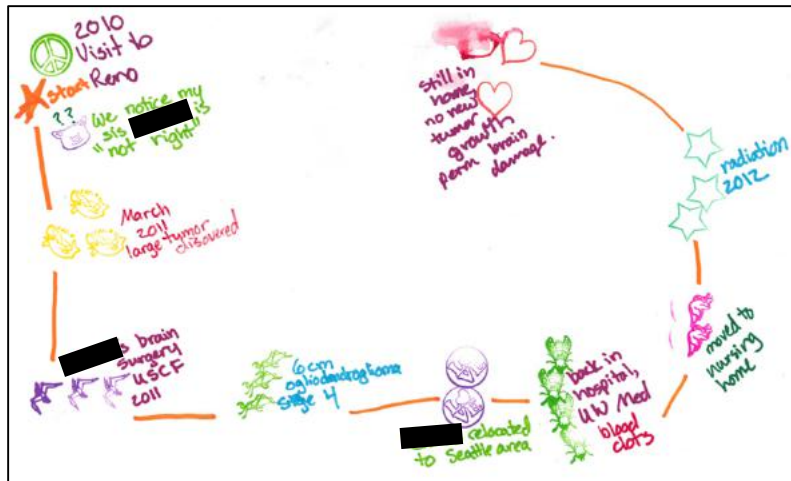 2010
Visit to
Reno
start
??
We notice my
"sis is
not right"
March
2011
large tumor
discovered
s brain
surgery
USCF
2011
6cm
ogliodendroglioma
stage 4
relocated
to Seattle area
back in
hospital,
UW Med
blood
clots
moved to
nursing
home
radiation
2012
still in
home,
no new
tumor
growth
perm brain
damage.